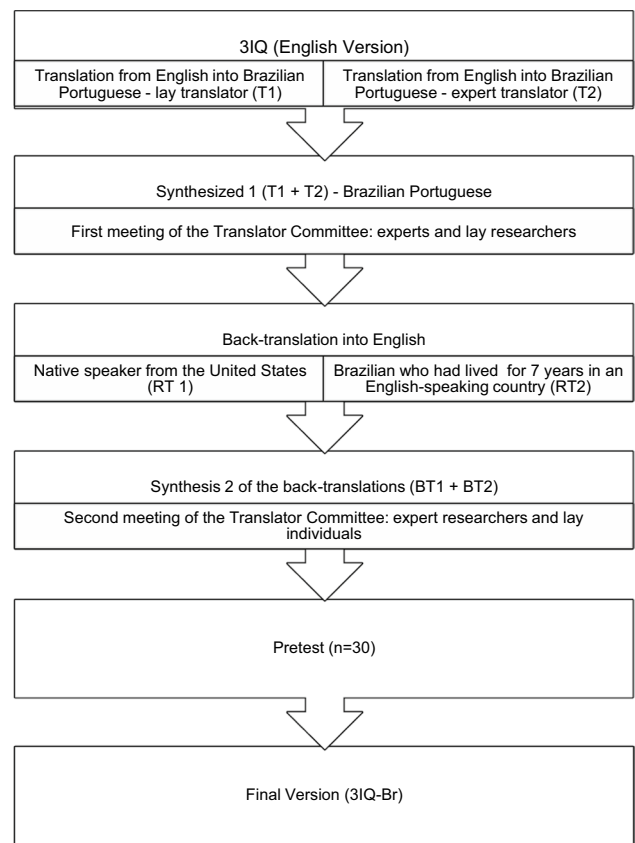 3IQ (English Version)
Translation from English into Brazilian
Portuguese - lay translator (T1)
Translation from English into Brazilian
Portuguese - expert translator (T2)
Synthesized 1 (T1 + T2) - Brazilian Portuguese
First meeting of the Translator Committee: experts and lay researchers
Back-translation into English
Native speaker from the United States
(RT 1)
Brazilian who had lived for 7 years in an
English-speaking country (RT2)
Synthesis 2 of the back-translations (BT1 + BT2)
Second meeting of the Translator Committee: expert researchers and lay
individuals
Pretest (n=30)
Final Version (3IQ-Br)